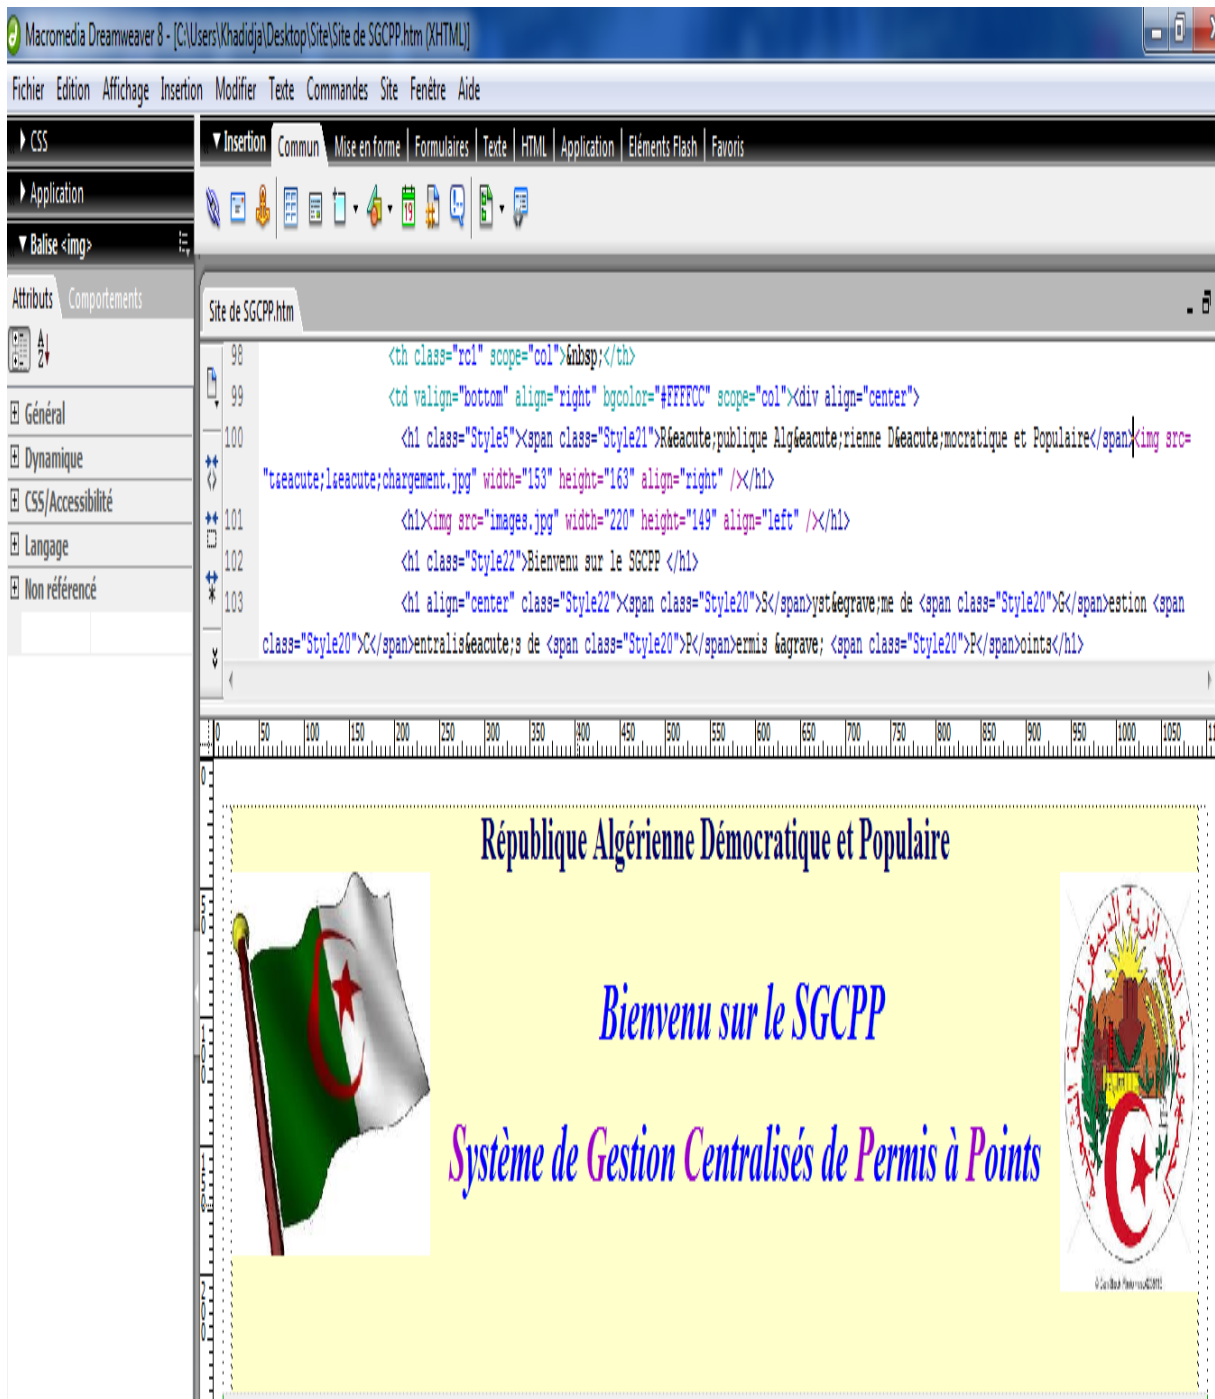 Macromedia Dreamweaver 8 - [C:\Users\Khadidja\Desktop\Site\Site de SGCPP.htm (XHTML)]
Fichier Edition Affichage Insertion Modifier Texte Commandes Site Fenêtre Aide
CSS
Application
Balise <img>
Attributs Comportements
Général
Dynamique
CSS/Accessibilité
Langage
Non référencé
Insertion Commun Mise en forme Formulaires Texte HTML Application Eléments Flash Favoris
19
Site de SGCPP.htm
98 <th class="rc1" scope="col">&nbsp;</th>
99 <td valign="bottom" align="right" bgcolor="#FFFFCC" scope="col"><div align="center">
100 <h1 class="Style5"><span class="Style21">R&eacute;publique Alg&eacute;rienne D&eacute;mocratique et Populaire</span><img src=
"t&eacute;l&eacute;chargement.jpg" width="153" height="163" align="right" /></h1>
101 <h1><img src="images.jpg" width="220" height="149" align="left" /></h1>
102 <h1 class="Style22">Bienvenu sur le SGCPP </h1>
103 <h1 align="center" class="Style22"><span class="Style20">S</span>yst&egrave;me de <span class="Style20">G</span>estion <span
class="Style20">C</span>entralis&eacute;s de <span class="Style20">P</span>ermis &agrave; <span class="Style20">P</span>oints</h1>
0 50 100 150 200 250 300 350 400 450 500 550 600 650 700 750 800 850 900 950 1000 1050
République Algérienne Démocratique et Populaire
Bienvenu sur le SGCPP
Système de Gestion Centralisés de Permis à Points